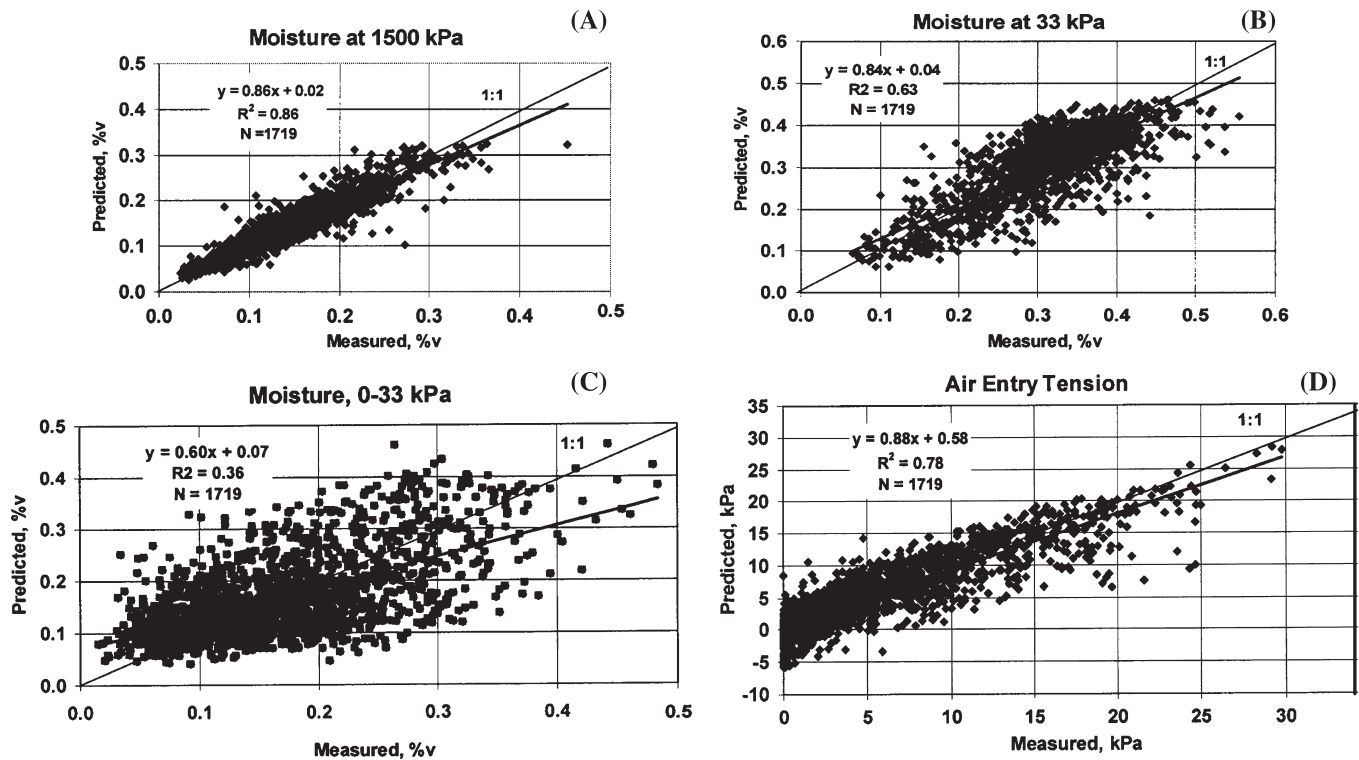 (A)
Moisture at 1500 kPa
y = 0.86x + 0.02
R² = 0.86
N =1719
1:1
Predicted, %v
0.5
0.4
0.3
0.2
0.1
0.0
0.0 0.1 0.2 0.3 0.4 0.5
Measured, %v
(B)
Moisture at 33 kPa
y = 0.84x + 0.04
R2 = 0.63
N = 1719
1:1
Predicted, %v
0.6
0.5
0.4
0.3
0.2
0.1
0.0
0.0 0.1 0.2 0.3 0.4 0.5 0.6
Measured, %v
(C)
Moisture, 0-33 kPa
y = 0.60x + 0.07
R2 = 0.36
N = 1719
1:1
Predicted, %v
0.5
0.4
0.3
0.2
0.1
0.0
0.0 0.1 0.2 0.3 0.4 0.5
Measured, %v
(D)
Air Entry Tension
y = 0.88x + 0.58
R² = 0.78
N = 1719
1:1
Predicted, kPa
35
30
25
20
15
10
5
0
-5
-10
0 5 10 15 20 25 30
Measured, kPa